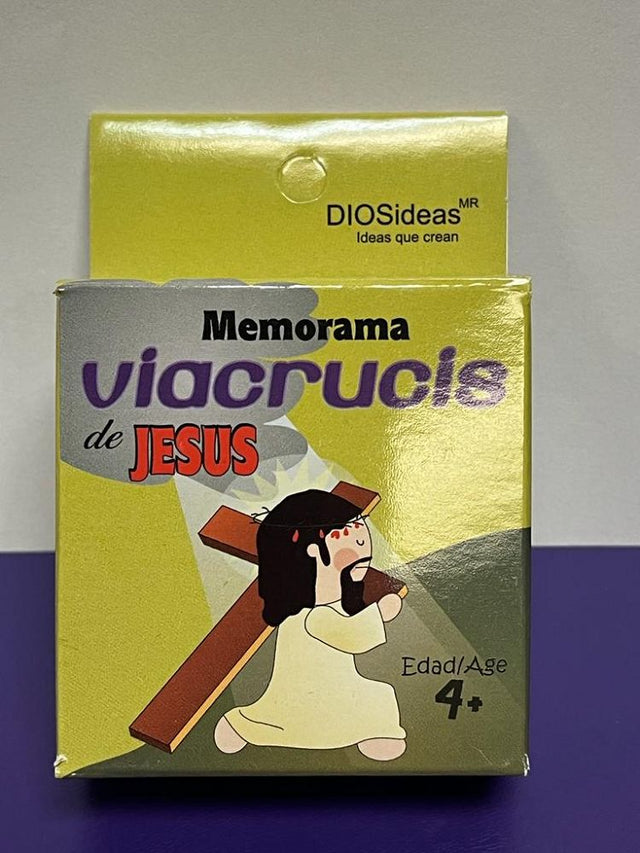 DIOSideas MR
Ideas que crean
Memorama
viacrucis
de JESUS
Edad/Age
4+